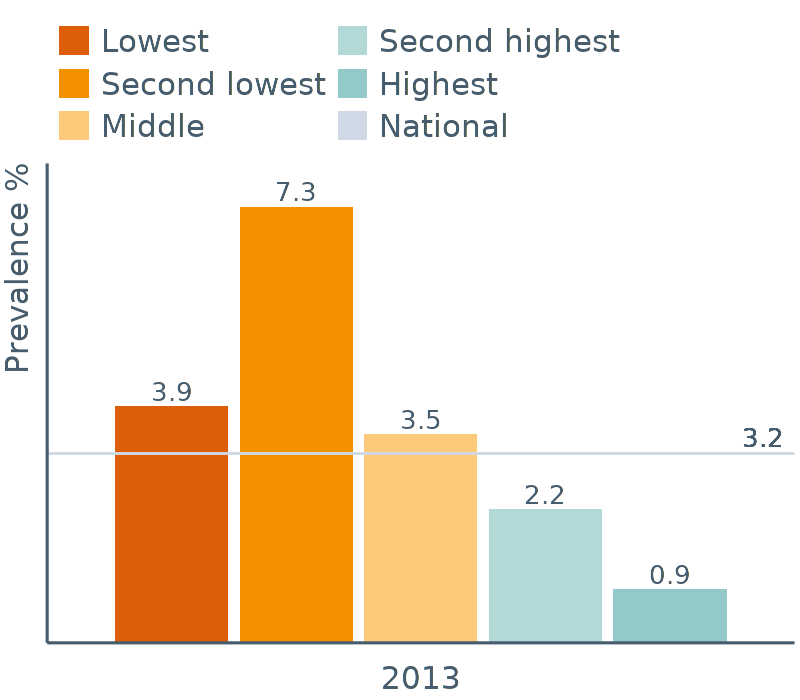 Lowest
Second lowest
Middle
Second highest
Highest
National
Prevalence %
3.9
7.3
3.5
2.2
0.9
3.2
2013